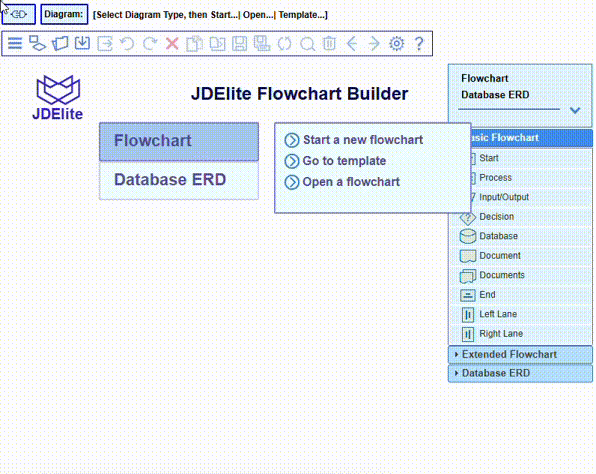 Diagram: [Select Diagram Type, then Start...| Open...| Template...]
JDElite
JDElite Flowchart Builder
Flowchart
Database ERD
Start a new flowchart
Go to template
Open a flowchart
Flowchart
Database ERD
Flowchart
Start
Process
Input/Output
Decision
Database
Document
Documents
End
Left Lane
Right Lane
Extended Flowchart
Database ERD